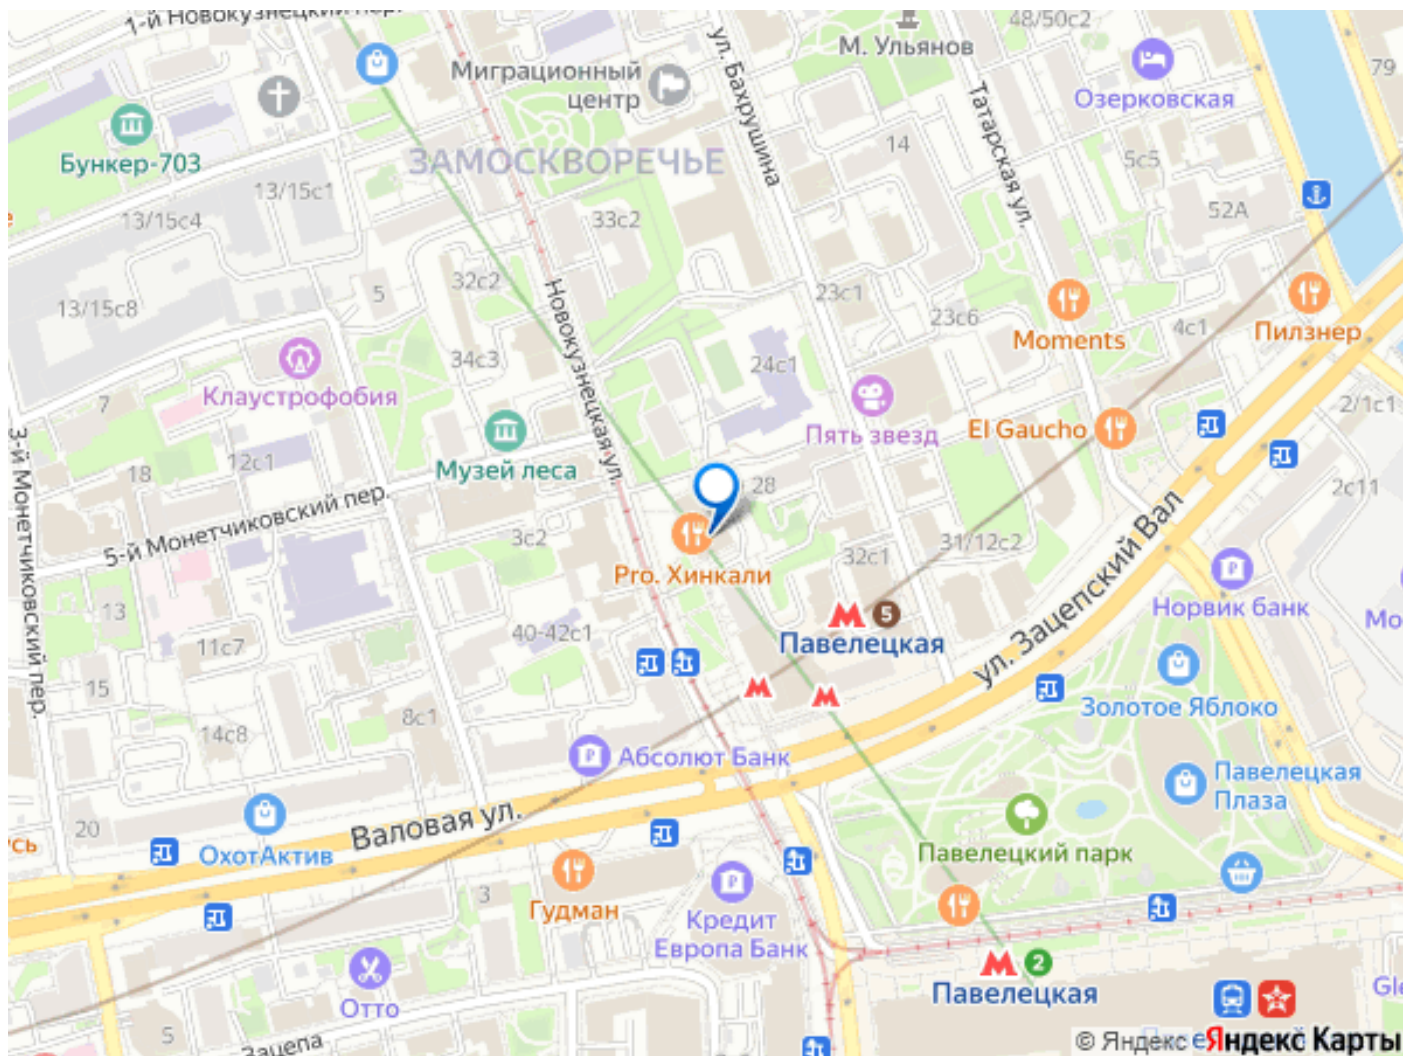 1-й Новокузнецкий пер.
48/50с2
М. Ульянов
79
Миграционный
центр
ул. Бахрушина
Озерковская
Татарская ул.
Бункер-703
ЗАМОСКВОРЕЧЬЕ
14
5с5
13/15с1
13/15с4
33с2
52А
32с2
5
23с1
13/15с8
Новокузнецкая ул.
23с6
Moments
4с1
Пилзнер
34с3
24с1
Клаустрофобия
7
2/1с1
3-й Монетчиковский пер.
Пять звезд
El Gaucho
12с1
18
Музей леса
28
2с11
5-й Монетчиковский пер.
3с2
32с1
31/12с2
ул. Зацепский Вал
Pro. Хинкали
Норвик банк
13
5
Павелецкая
40-42с1
11с7
15
Золотое Яблоко
8с1
14с8
Абсолют Банк
Павелецкая
Плаза
Валовая ул.
20
ОхотАктив
Павелецкий парк
3
Гудман
Кредит
Европа Банк
2
Павелецкая
Отто
5
Зацепа
© Яндекс
Яндекс Карты